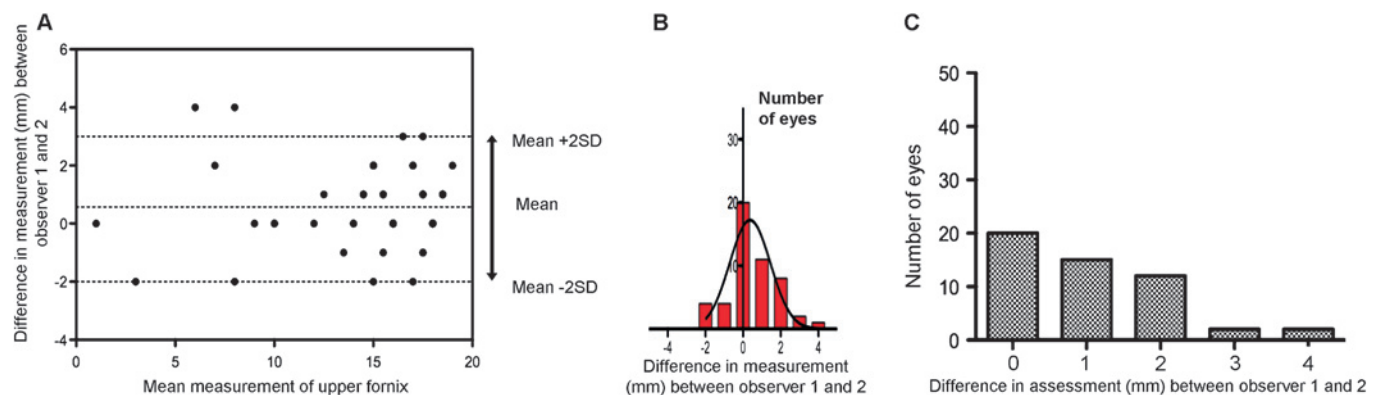 A
Difference in measurement (mm) between
observer 1 and 2
6
4
2
0
-2
-4
0
5
10
15
20
Mean measurement of upper fornix
Mean +2SD
Mean
Mean -2SD
B
Number
of eyes
30
20
10
-4
-2
0
2
4
Difference in measurement
(mm) between observer 1 and 2
C
Number of eyes
50
40
30
20
10
0
0
1
2
3
4
Difference in assessment (mm) between observer 1 and 2